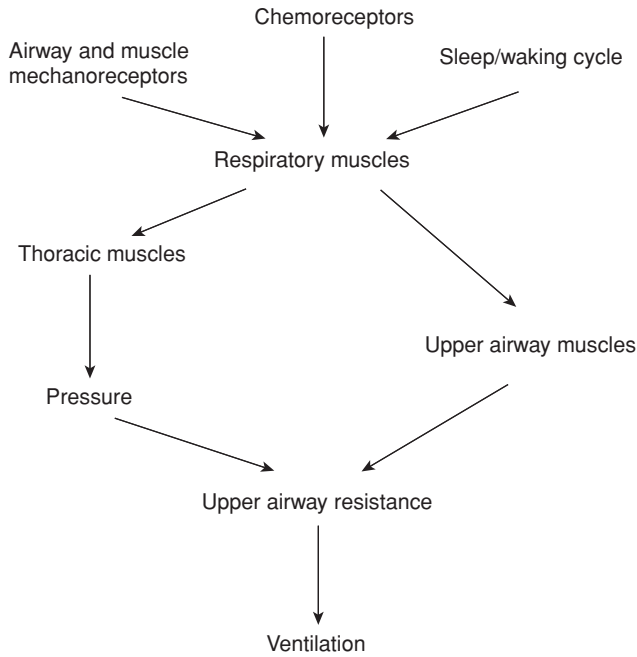 Chemoreceptors
Airway and muscle
mechanoreceptors
Sleep/waking cycle
Respiratory muscles
Thoracic muscles
Upper airway muscles
Pressure
Upper airway resistance
Ventilation